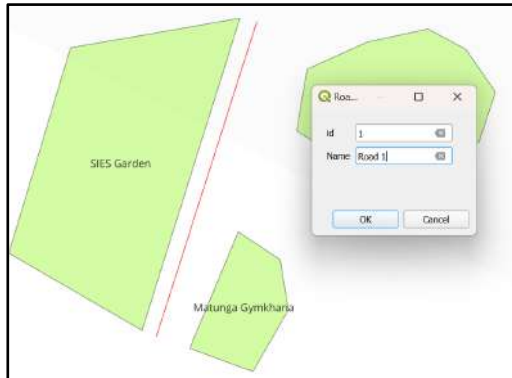 Roa...
id 1
Name Road 1
OK Cancel
SIES Garden
Matunga Gymkhana